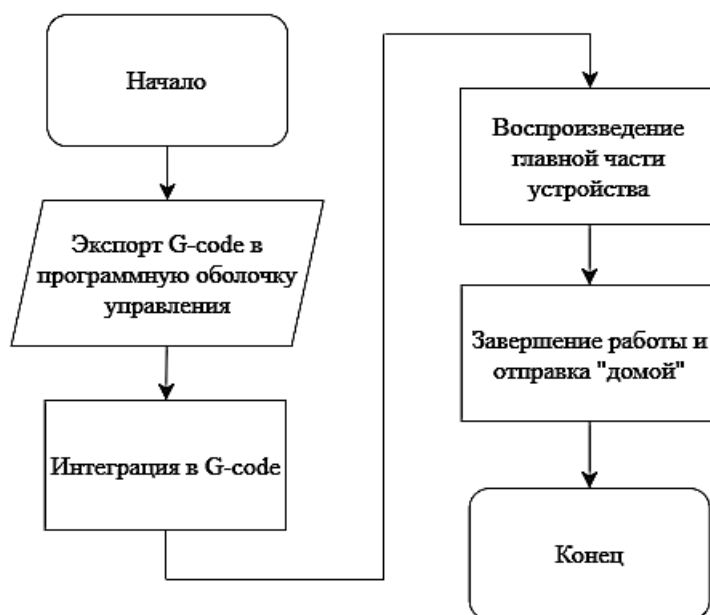 Начало
Экспорт G-code в
программную оболочку
управления
Интеграция в G-code
Воспроизведение
главной части
устройства
Завершение работы и
отправка "домой"
Конец